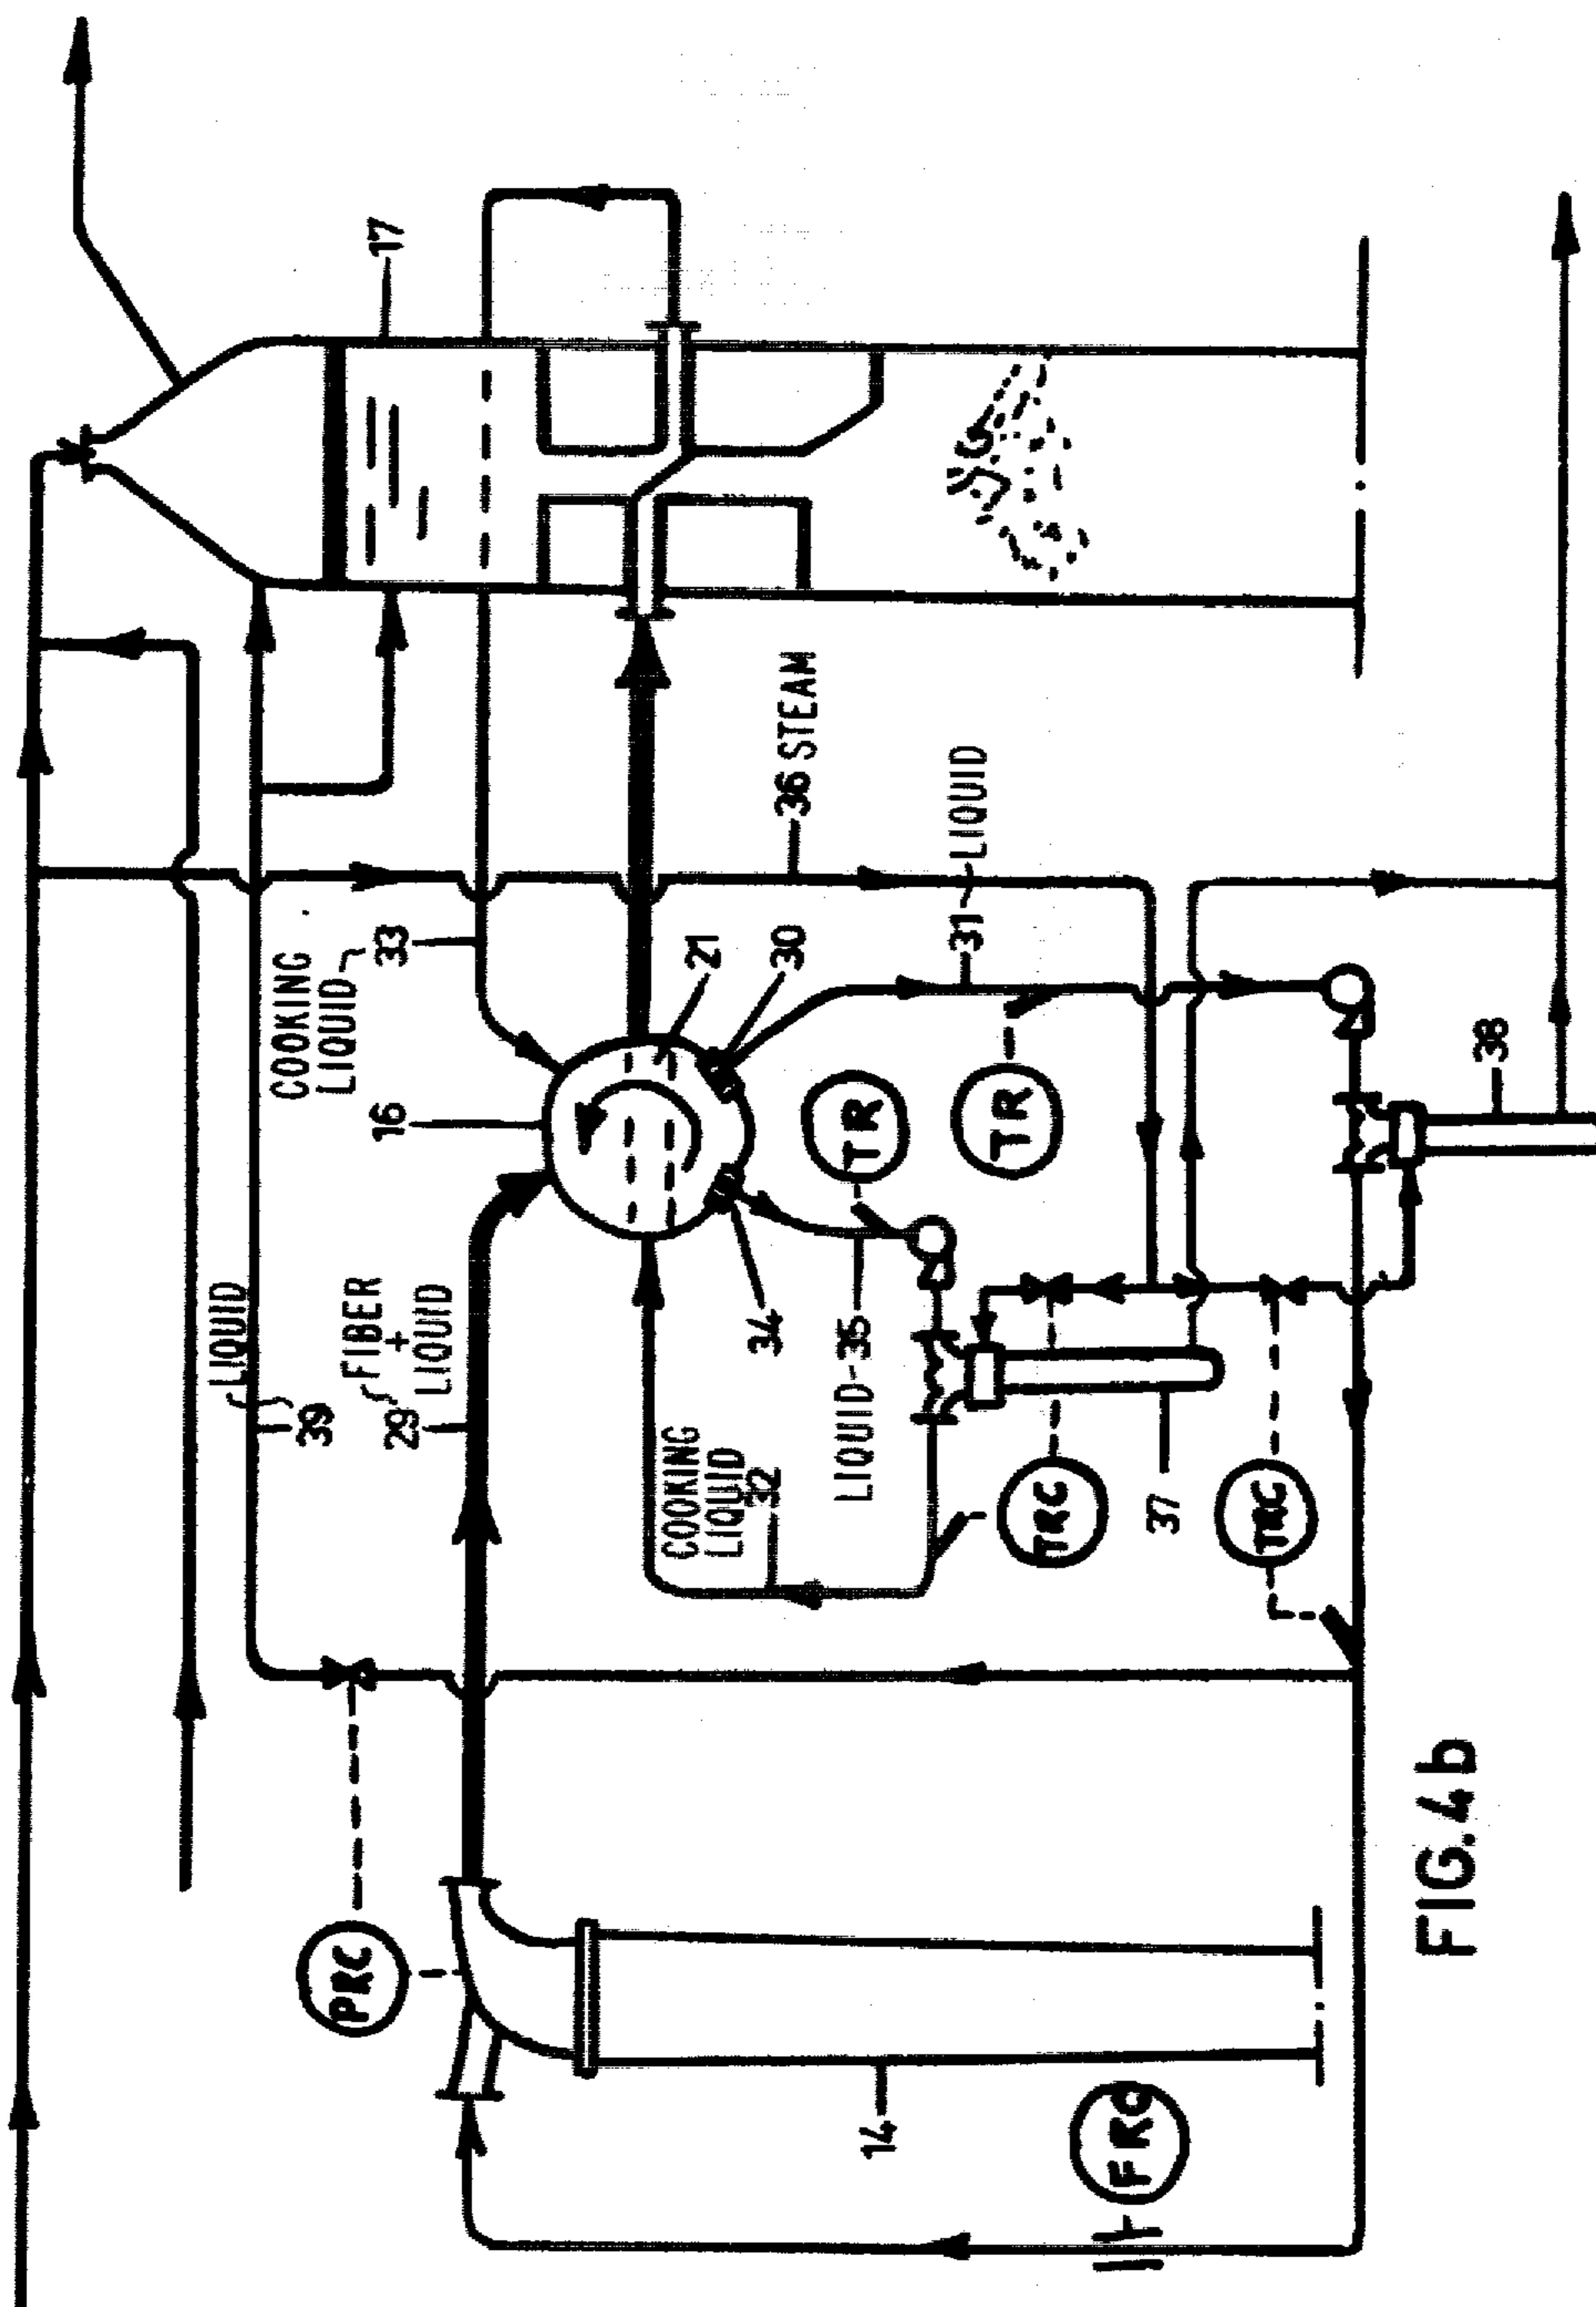 17
36 STEAM
31 LIQUID
COOKING
LIQUID
33
21
30
16
38
TR
TR
LIQUID
39
FIBER
+
LIQUID
29
34
LIQUID-35
COOKING
LIQUID
32
TRC
37
TRC
PRC
14
FRC
FIG.4b